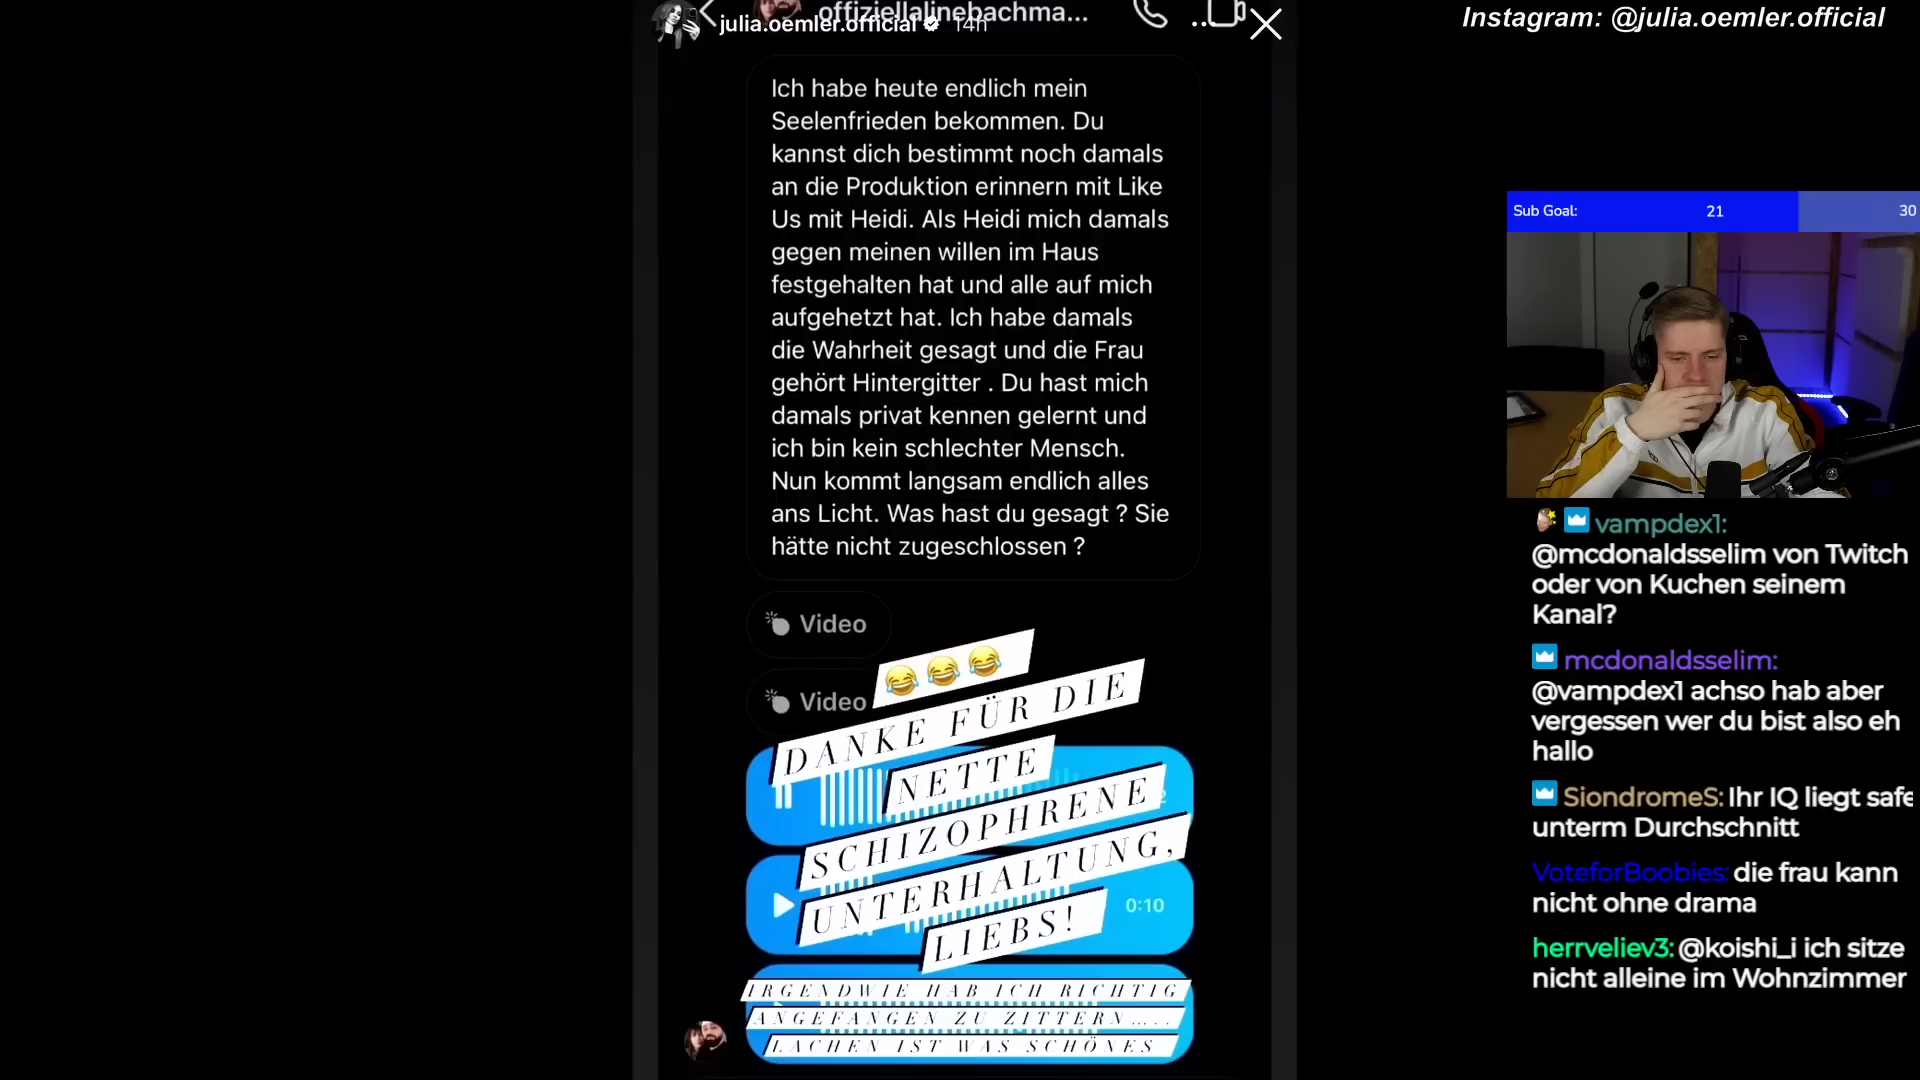 offiziellalinebachma...
julia.oemler.official 14h
Instagram: @julia.oemler.official
Ich habe heute endlich mein
Seelenfrieden bekommen. Du
kannst dich bestimmt noch damals
an die Produktion erinnern mit Like
Us mit Heidi. Als Heidi mich damals
gegen meinen willen im Haus
festgehalten hat und alle auf mich
aufgehetzt hat. Ich habe damals
die Wahrheit gesagt und die Frau
gehört Hintergitter . Du hast mich
damals privat kennen gelernt und
ich bin kein schlechter Mensch.
Nun kommt langsam endlich alles
ans Licht. Was hast du gesagt ? Sie
hätte nicht zugeschlossen ?
Video
Video
😂😂😂
DANKE FÜR DIE
NETTE
SCHIZOPHRENE
UNTERHALTUNG,
LIEBS!
0:10
IRGENDWIE HAB ICH RICHTIG
ANGEFANGEN ZU ZITTERN.....
LACHEN IST WAS SCHÖNES
Sub Goal: 21 30
vampdex1:
@mcdonaldsselim von Twitch
oder von Kuchen seinem
Kanal?
mcdonaldsselim:
@vampdex1 achso hab aber
vergessen wer du bist also eh
hallo
SiondromeS: Ihr IQ liegt safe
unterm Durchschnitt
VoteforBoobies: die frau kann
nicht ohne drama
herrveliev3: @koishi_i ich sitze
nicht alleine im Wohnzimmer